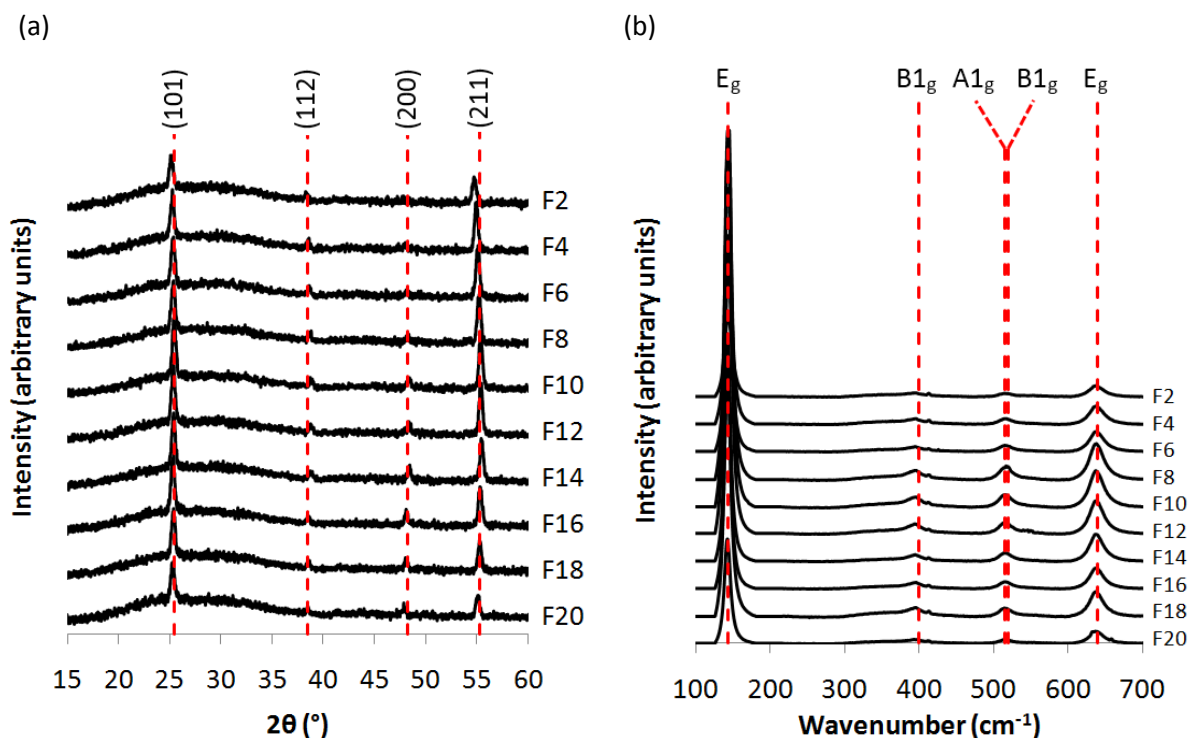 (a)
(101)
(112)
(200)
(211)
Intensity (arbitrary units)
F2
F4
F6
F8
F10
F12
F14
F16
F18
F20
15 20 25 30 35 40 45 50 55 60
2θ (°)
(b)
Eg B1g A1g B1g Eg
Intensity (arbitrary units)
F2
F4
F6
F8
F10
F12
F14
F16
F18
F20
100 200 300 400 500 600 700
Wavenumber (cm⁻¹)